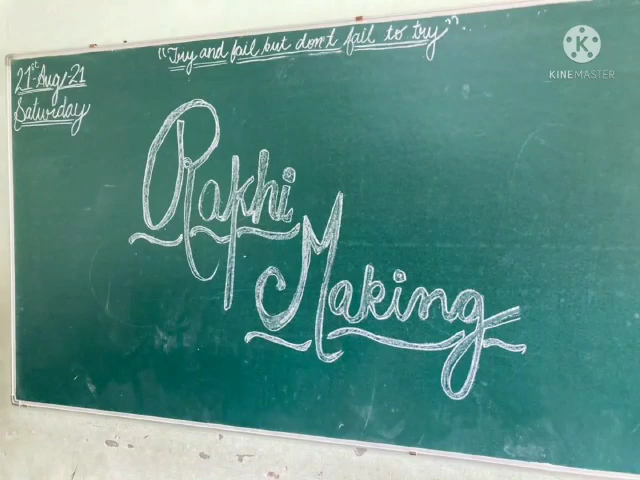 "Try and fail but don't fail to try"
21st Aug-21
Saturday
Rakhi
Making
K
KINEMASTER